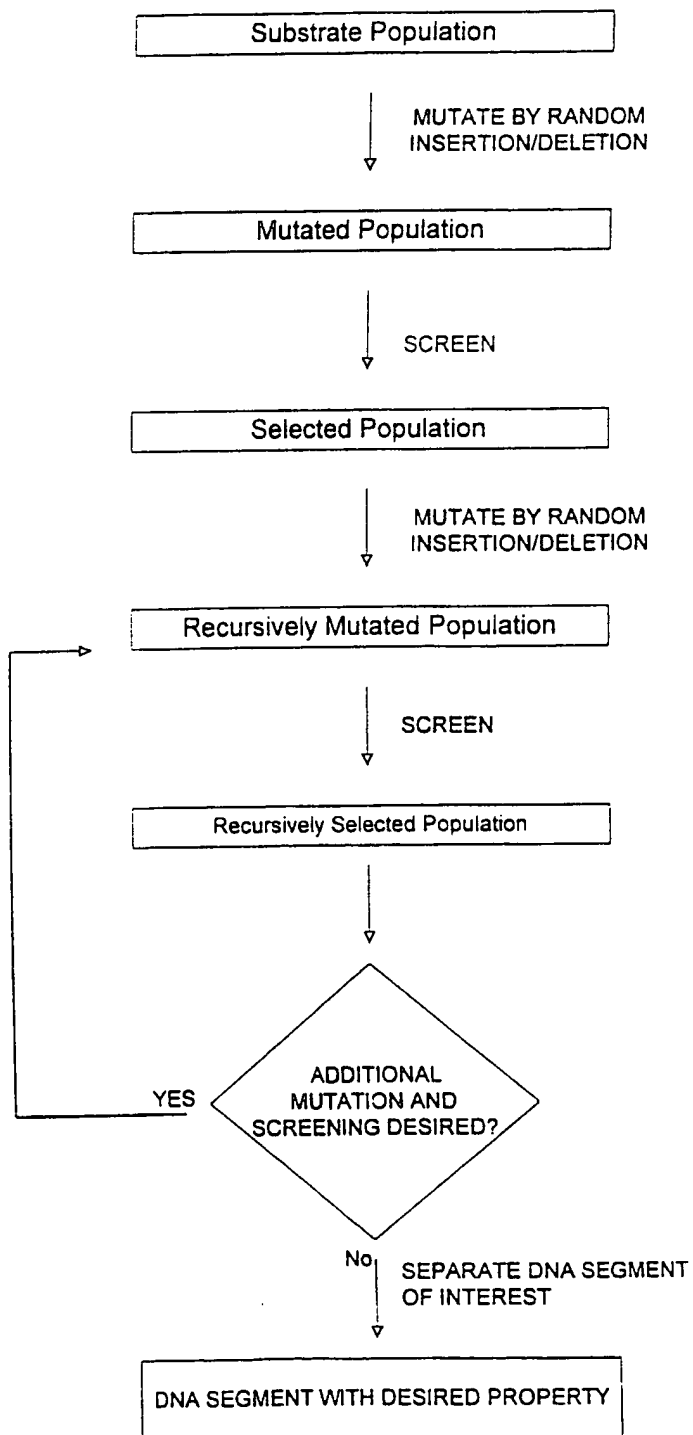 Substrate Population
MUTATE BY RANDOM
INSERTION/DELETION
Mutated Population
SCREEN
Selected Population
MUTATE BY RANDOM
INSERTION/DELETION
Recursively Mutated Population
SCREEN
Recursively Selected Population
ADDITIONAL
MUTATION AND
SCREENING DESIRED?
YES
No
SEPARATE DNA SEGMENT
OF INTEREST
DNA SEGMENT WITH DESIRED PROPERTY